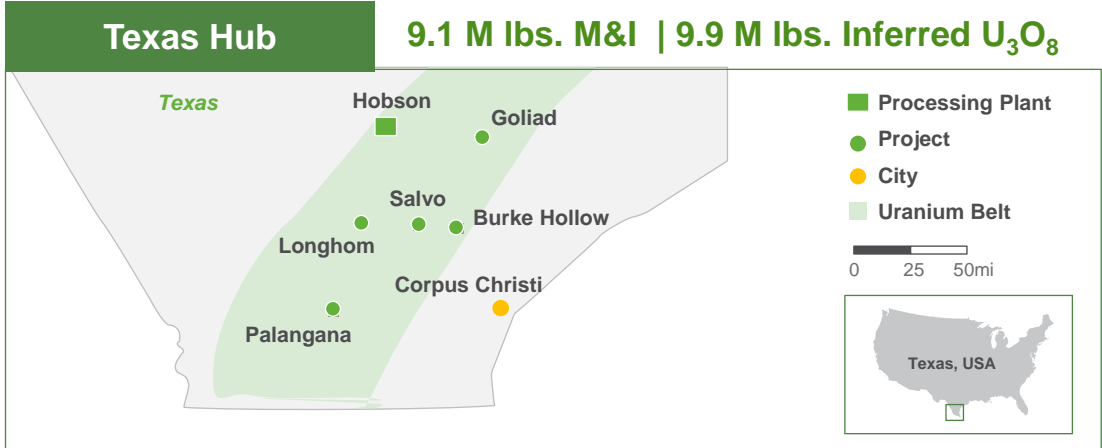 Texas Hub
9.1 M lbs. M&I | 9.9 M lbs. Inferred U₃O₈
Texas
Hobson
Goliad
Salvo
Burke Hollow
Longhom
Corpus Christi
Palangana
Processing Plant
Project
City
Uranium Belt
0 25 50mi
Texas, USA